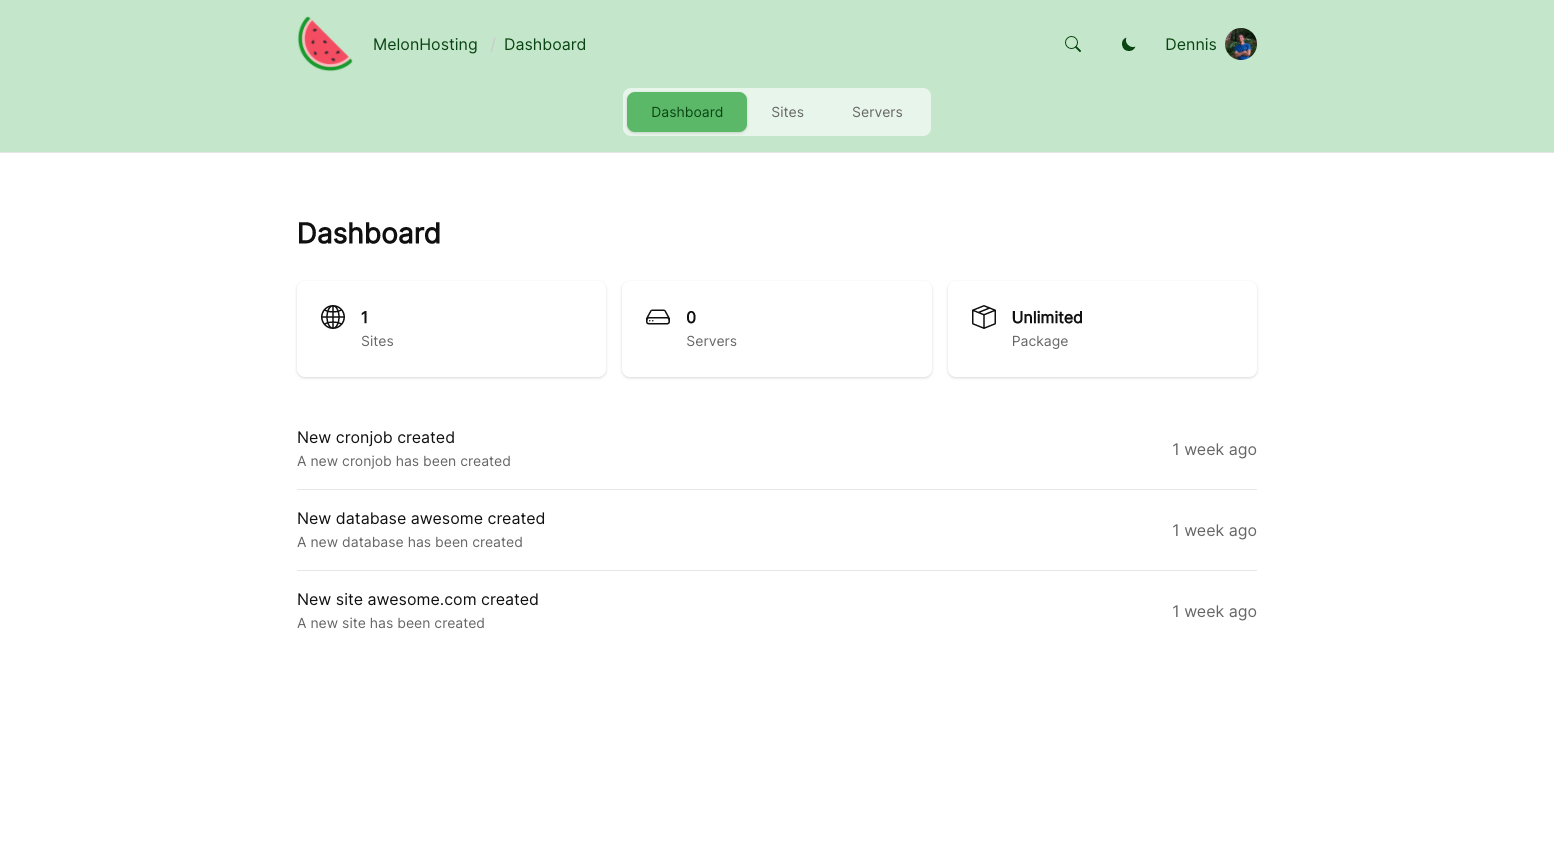 MelonHosting / Dashboard
Dennis
Dashboard Sites Servers
Dashboard
1
Sites
0
Servers
Unlimited
Package
New cronjob created
A new cronjob has been created
1 week ago
New database awesome created
A new database has been created
1 week ago
New site awesome.com created
A new site has been created
1 week ago